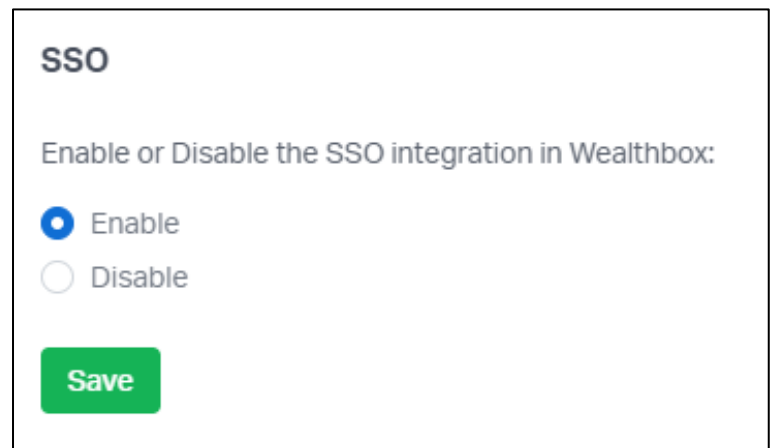 SSO
Enable or Disable the SSO integration in Wealthbox:
Enable
Disable
Save